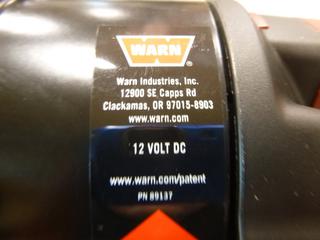 WARN
Warn Industries, Inc.
12900 SE Capps Rd
Clackamas, OR 97015-8903
www.warn.com
12 VOLT DC
www.warn.com/patent
PN 89137